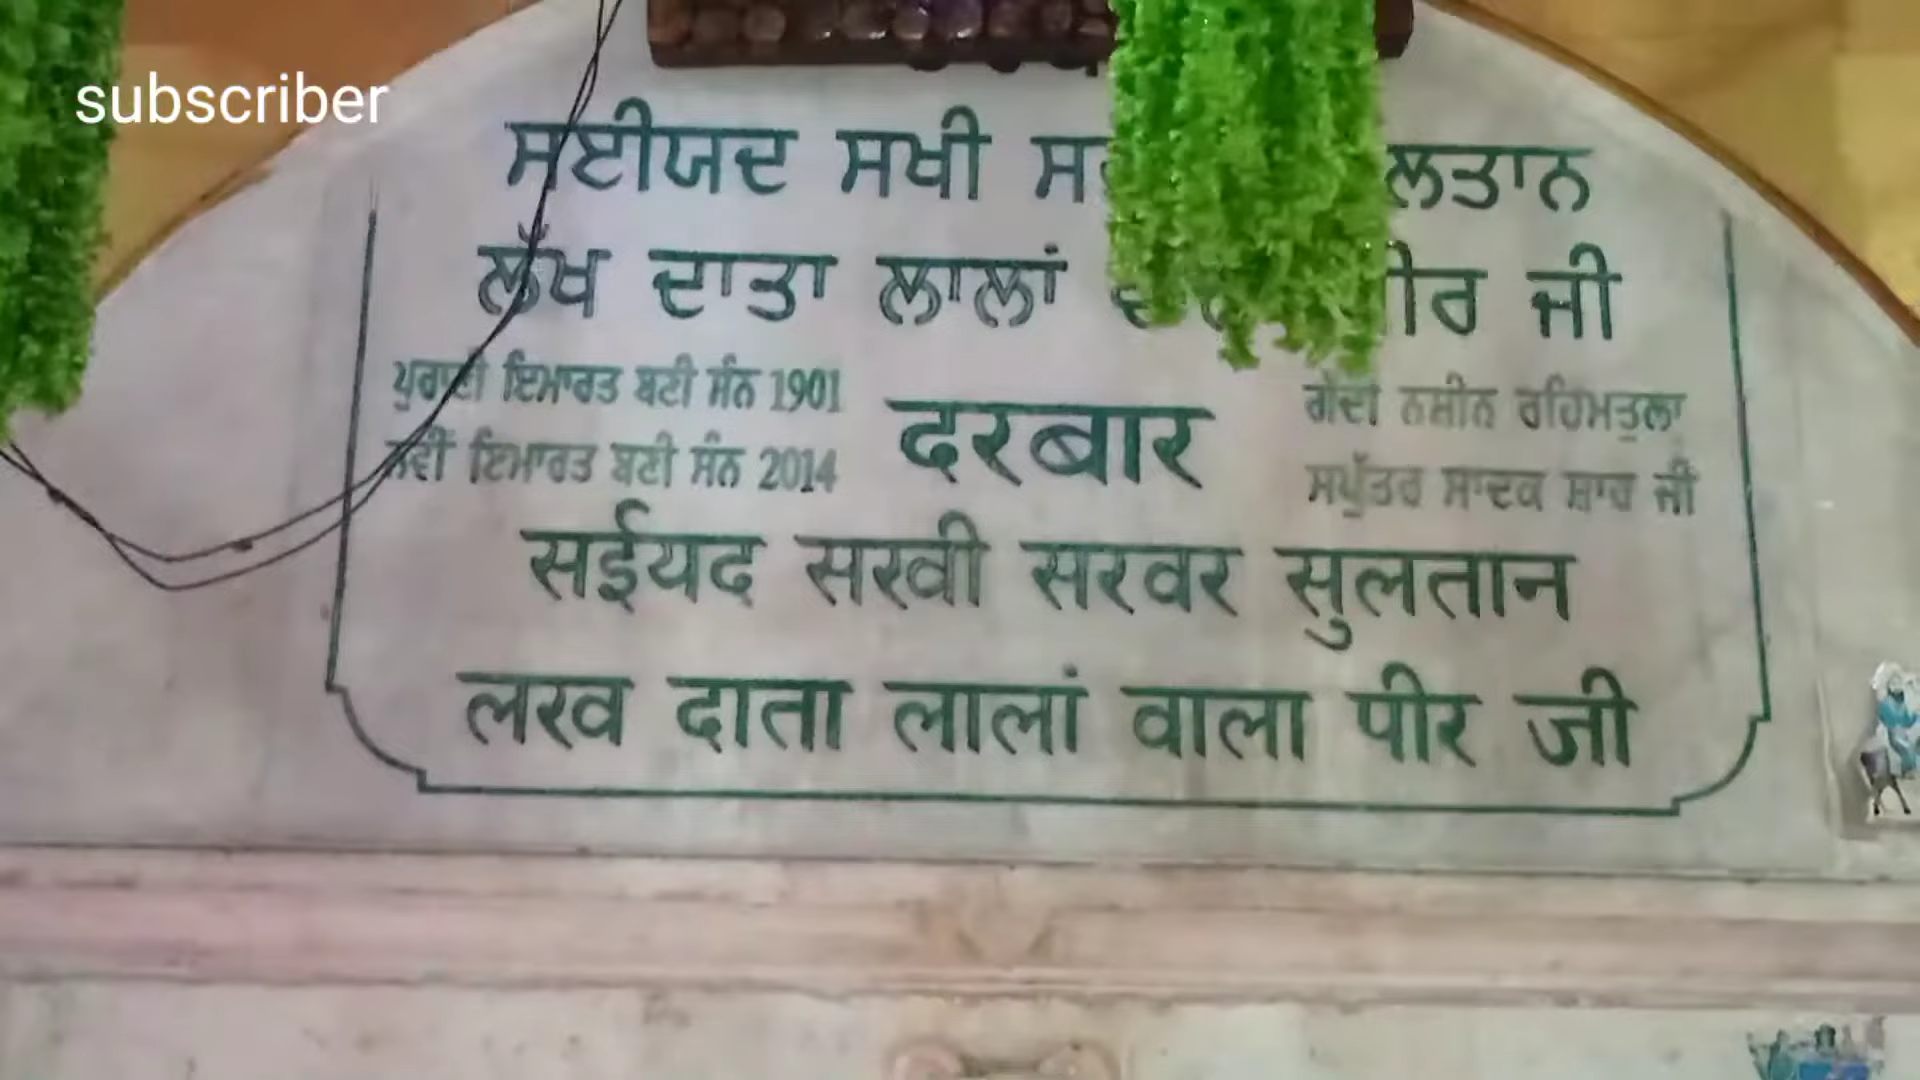 subscriber
ਸਈਯਦ ਸਖੀ
ਲੱਖ ਦਾਤਾ ਲਾਲਾਂ ਜੀ
ਪੁਰਾਣੀ ਇਮਾਰਤ ਬਣੀ ਸੰਨ 1901
ਨਵੀਂ ਇਮਾਰਤ ਬਣੀ ਸੰਨ 2014
दरबार
ਗੱਦੀ ਨਸ਼ੀਨ ਰਹਿਮਤੁਲਾ
ਸਪੁੱਤਰ ਸਾਦਕ ਸ਼ਾਹ ਜੀ
सईयद सखी सरवर सुलतान
लख दाता लालां वाला पीर जी